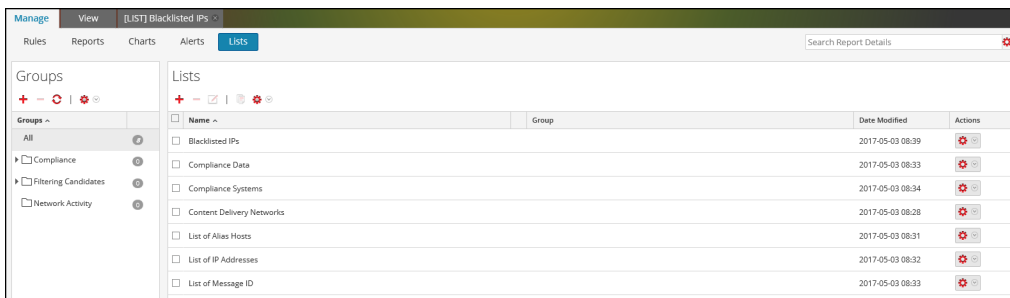 Manage View [LIST] Blacklisted IPs ×
Rules Reports Charts Alerts Lists Search Report Details
Groups
Groups
All
Compliance 0
Filtering Candidates 0
Network Activity 0
Lists
Name Group Date Modified Actions
Blacklisted IPs 2017-05-03 08:39
Compliance Data 2017-05-03 08:33
Compliance Systems 2017-05-03 08:34
Content Delivery Networks 2017-05-03 08:28
List of Alias Hosts 2017-05-03 08:31
List of IP Addresses 2017-05-03 08:32
List of Message ID 2017-05-03 08:33